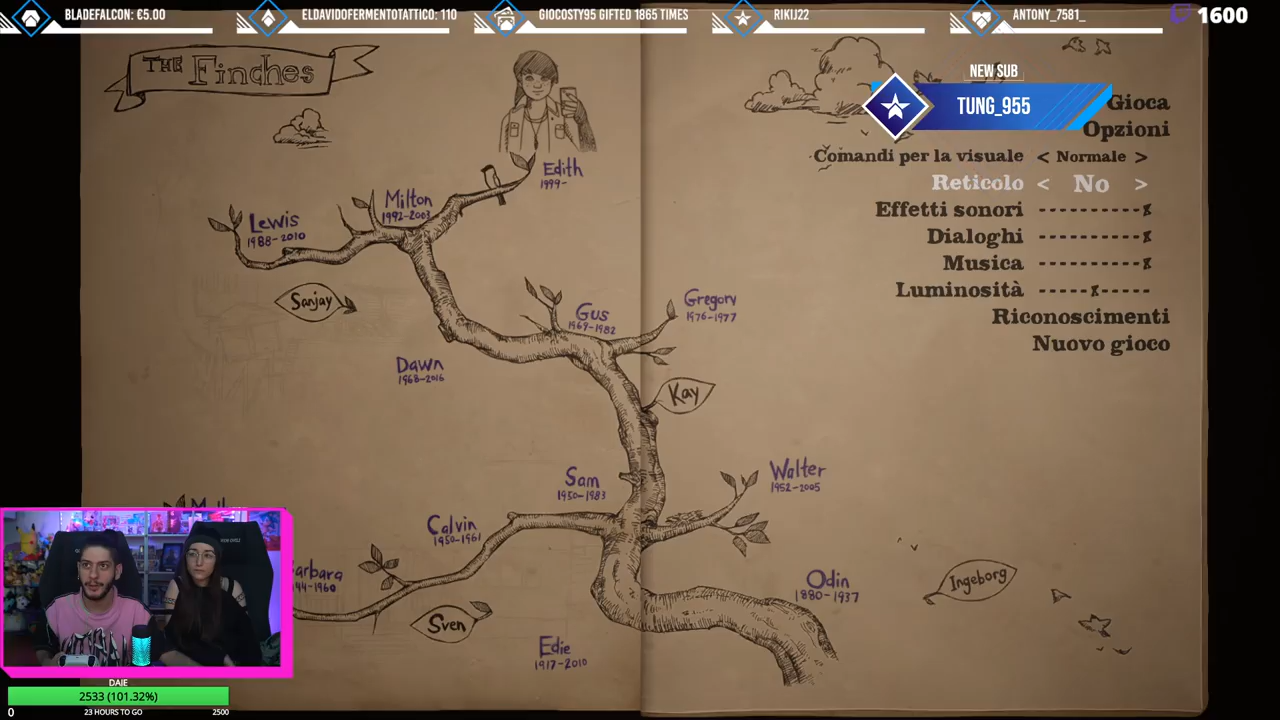 BLADEFALCON: €5.00
ELDAVIDOFERMENTOTATTICO: 110
GIOCOSTY95 GIFTED 1865 TIMES
RIKIJ22
ANTONY_7581_
1600
THE Finches
NEW SUB
TUNG_955
Gioca
Opzioni
Comandi per la visuale < Normale >
Reticolo < No >
Effetti sonori ----------x
Dialoghi ----------x
Musica ----------x
Luminosità -----x-----
Riconoscimenti
Nuovo gioco
Edith
1999-
Milton
1992-2003
Lewis
1988-2010
Sanjay
Gus
1969-1982
Gregory
1976-1977
Dawn
1968-2016
Kay
Sam
1950-1983
Walter
1952-2005
Calvin
1950-1961
Odin
1880-1937
Ingeborg
Sven
Edie
1917-2010
DAJE
2533 (101.32%)
0 23 HOURS TO GO 2500